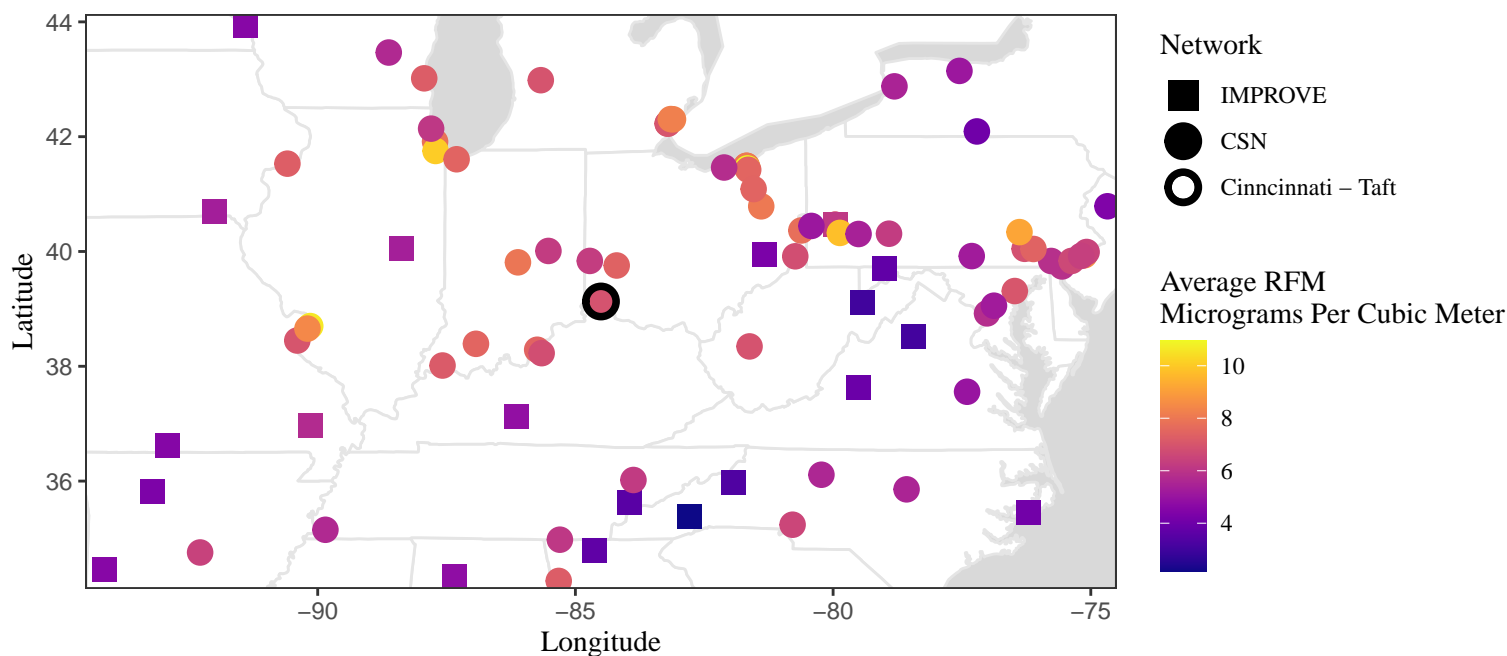 44
42
40
38
36
Latitude
−90
−85
−80
−75
Longitude
Network
IMPROVE
CSN
Cinncinnati − Taft
Average RFM
Micrograms Per Cubic Meter
10
8
6
4